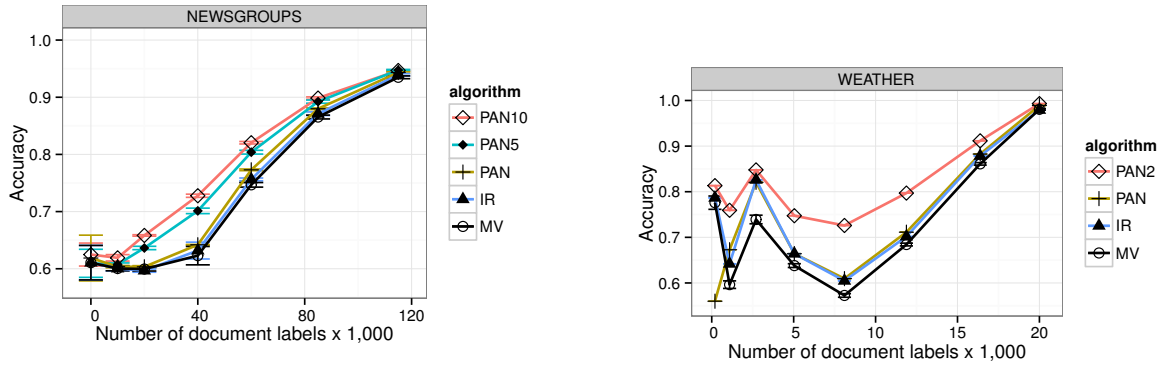 NEWSGROUPS
1.0
0.9
0.8
0.7
0.6
Accuracy
0 40 80 120
Number of document labels x 1,000
algorithm
PAN10
PAN5
PAN
IR
MV
WEATHER
1.0
0.9
0.8
0.7
0.6
Accuracy
0 5 10 15 20
Number of document labels x 1,000
algorithm
PAN2
PAN
IR
MV